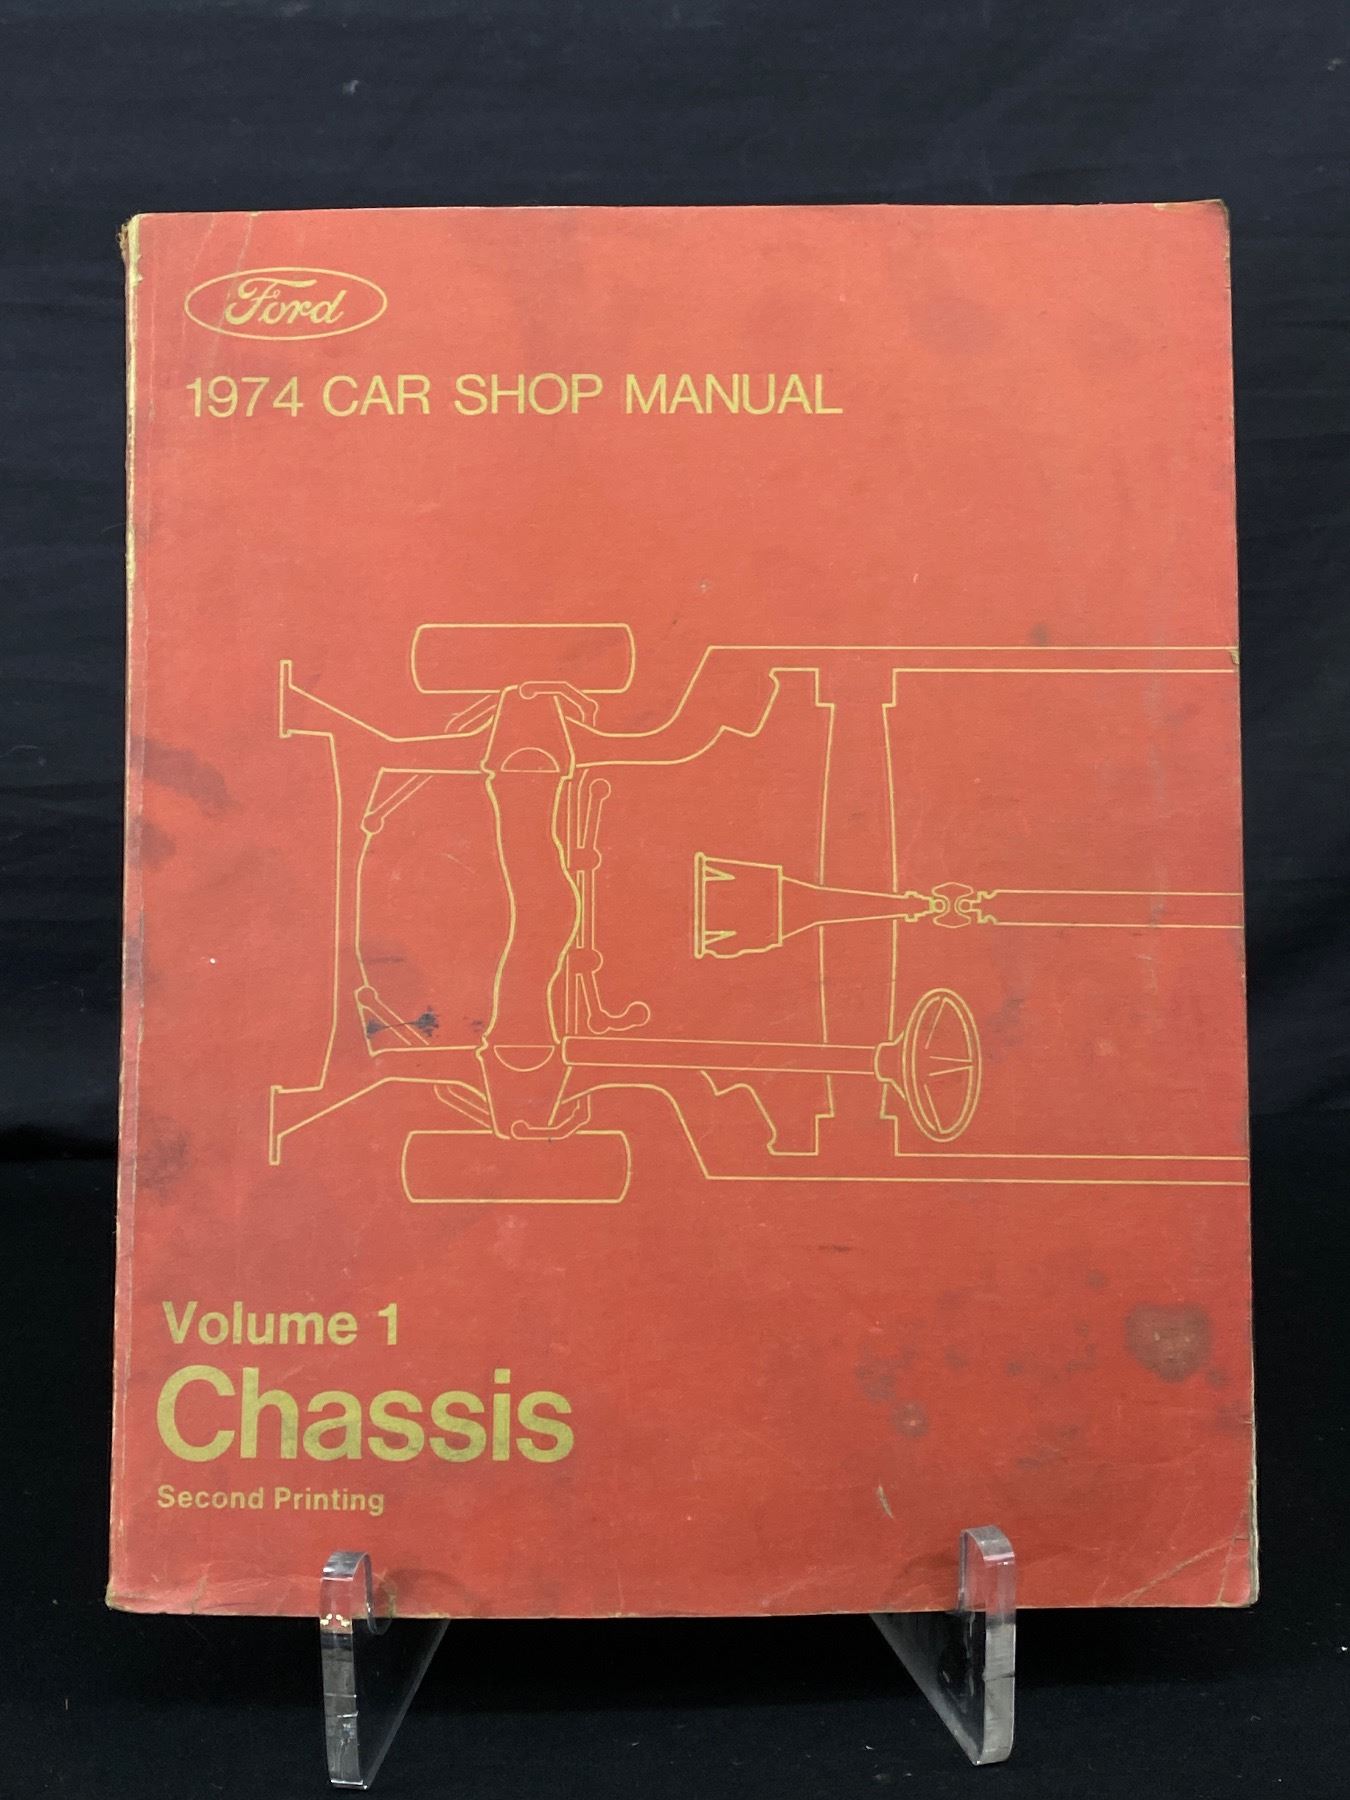 Ford
1974 CAR SHOP MANUAL
Volume 1
Chassis
Second Printing